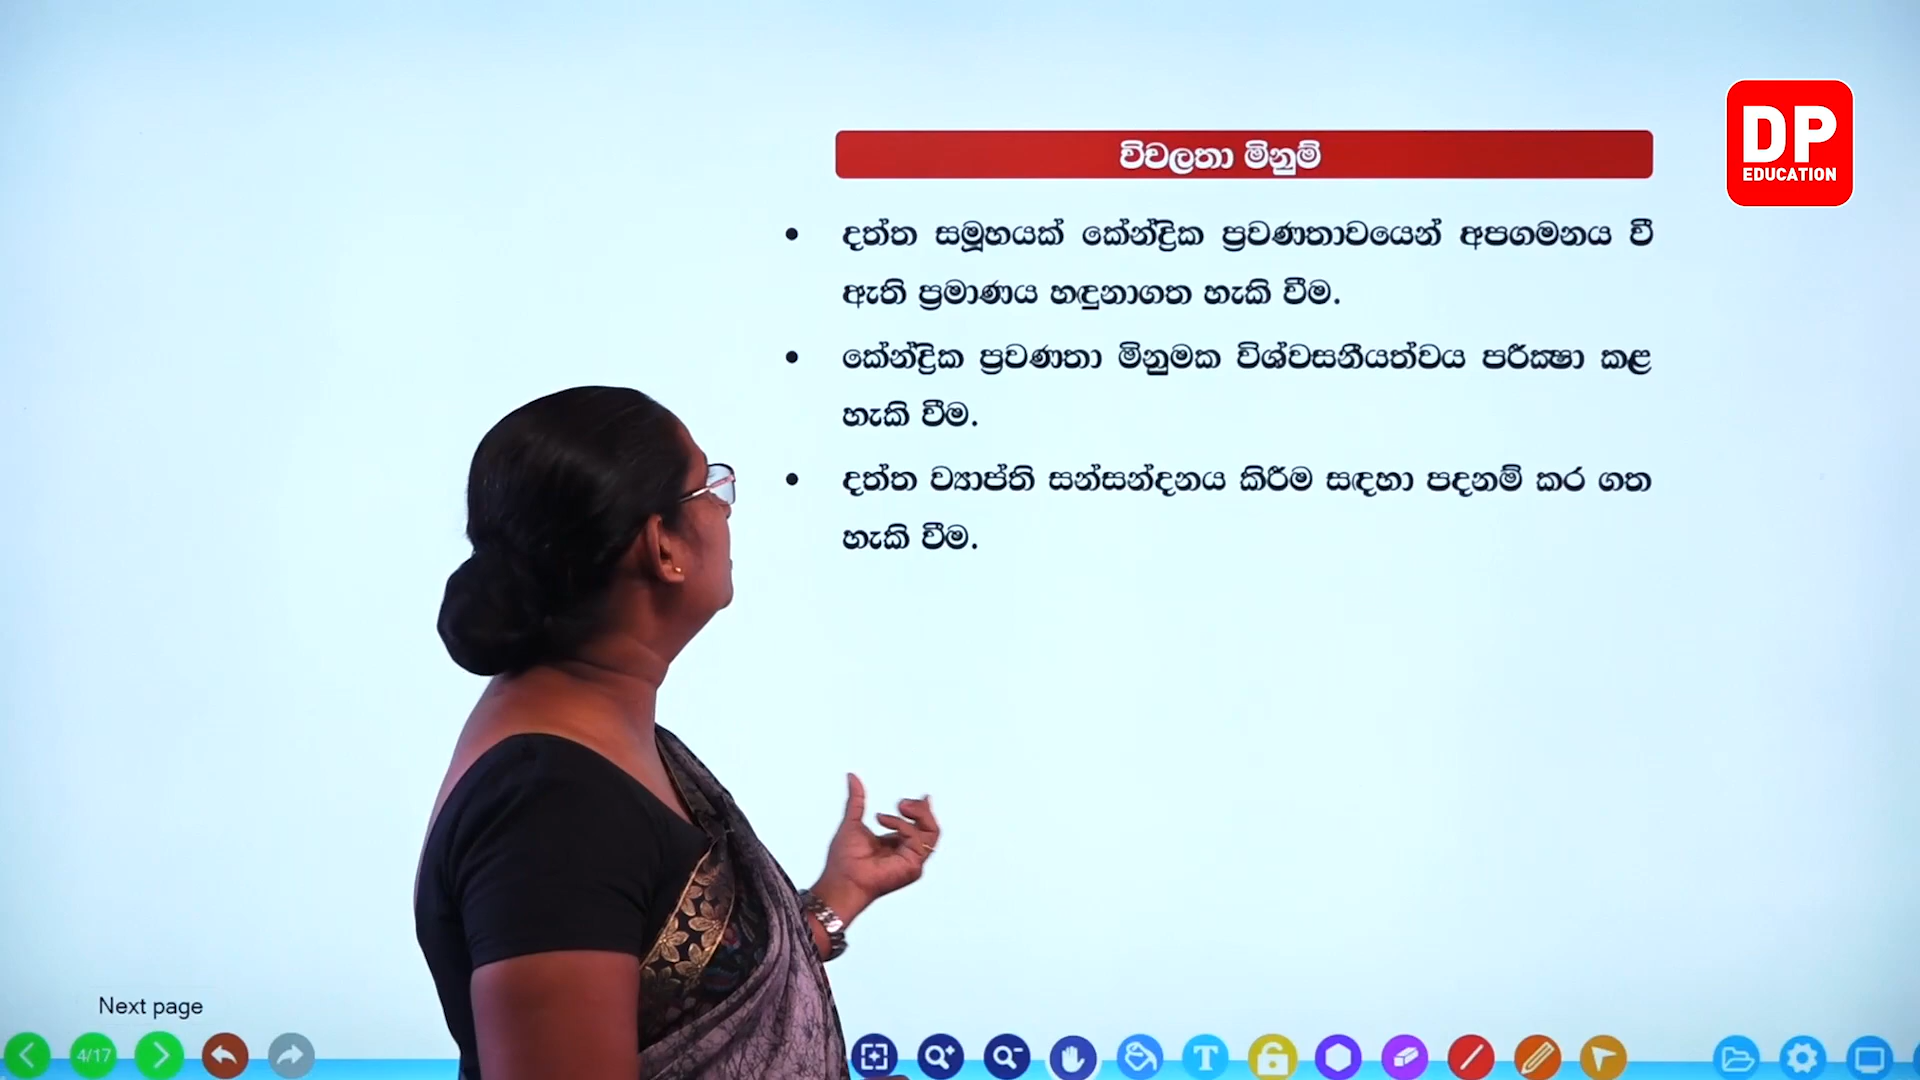 DP
EDUCATION
විචලතා මිනුම්
• දත්ත සමූහයක් කේන්ද්‍රික ප්‍රවණතාවයෙන් අපගමනය වී
ඇති ප්‍රමාණය හඳුනාගත හැකි වීම.
• කේන්ද්‍රික ප්‍රවණතා මිනුමක විශ්වසනීයත්වය පරීක්‍ෂා කළ
හැකි වීම.
• දත්ත ව්‍යාප්ති සන්සන්දනය කිරීම සඳහා පදනම් කර ගත
හැකි වීම.
Next page
4/17
T